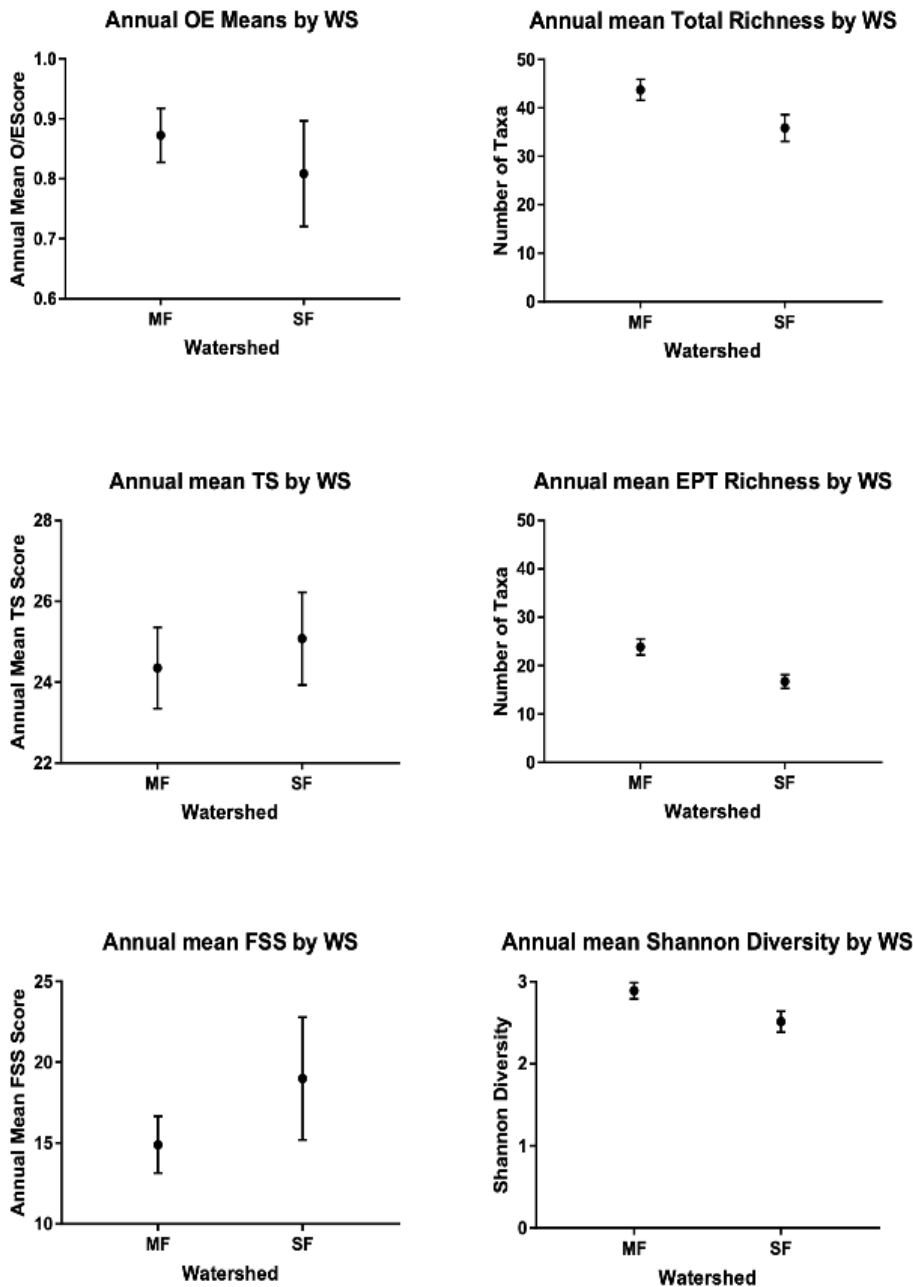 Annual OE Means by WS
Annual Mean O/EScore
1.0
0.9
0.8
0.7
0.6
MF
SF
Watershed
Annual mean Total Richness by WS
Number of Taxa
50
40
30
20
10
0
MF
SF
Watershed
Annual mean TS by WS
Annual Mean TS Score
28
26
24
22
MF
SF
Watershed
Annual mean EPT Richness by WS
Number of Taxa
50
40
30
20
10
0
MF
SF
Watershed
Annual mean FSS by WS
Annual Mean FSS Score
25
20
15
10
MF
SF
Watershed
Annual mean Shannon Diversity by WS
Shannon Diversity
3
2
1
0
MF
SF
Watershed